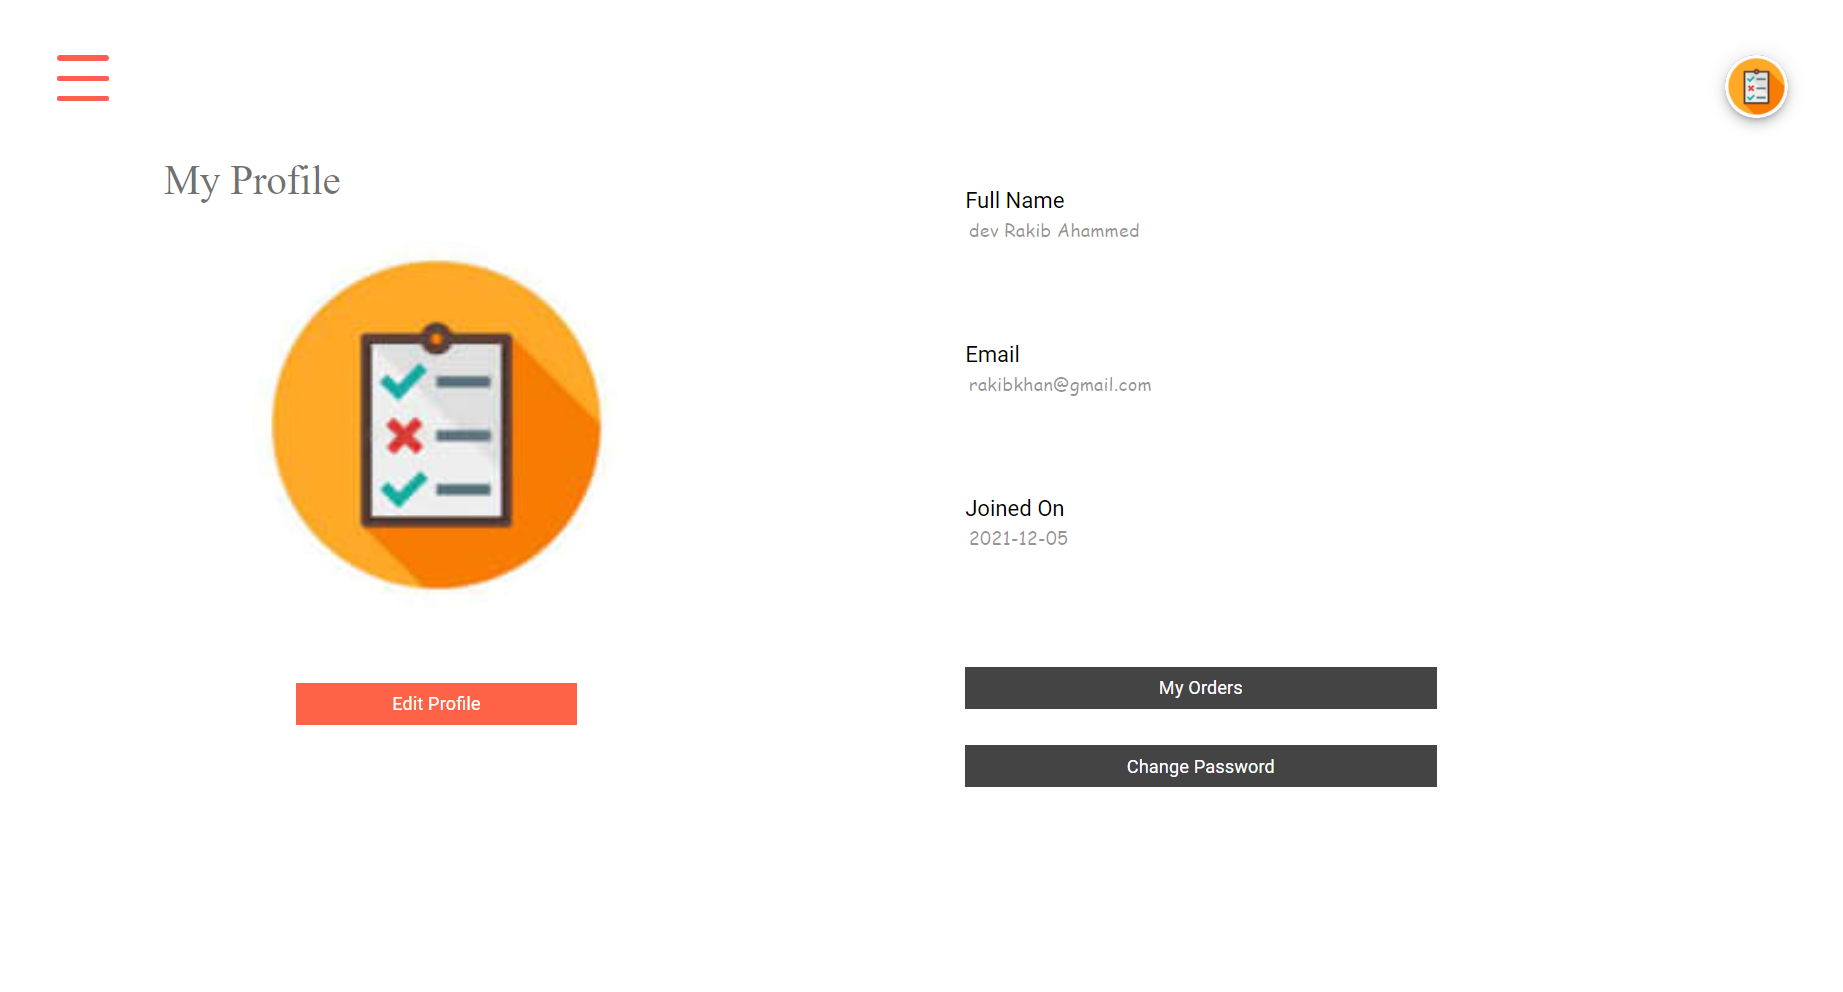 My Profile
Edit Profile
Full Name
dev Rakib Ahammed
Email
rakibkhan@gmail.com
Joined On
2021-12-05
My Orders
Change Password